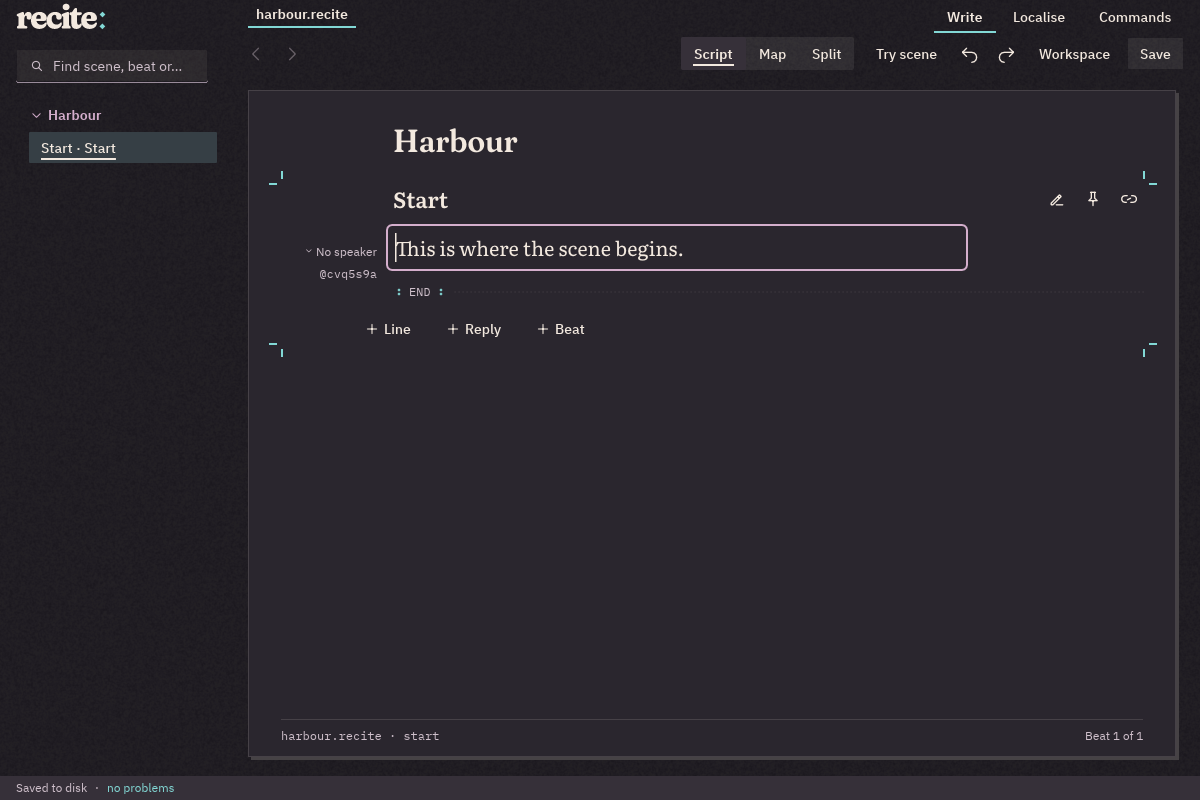 recite:
harbour.recite
Write
Localise
Commands
Find scene, beat or...
Script
Map
Split
Try scene
Workspace
Save
Harbour
Start · Start
Harbour
Start
No speaker
This is where the scene begins.
@cvq5s9a
: END :
+ Line
+ Reply
+ Beat
harbour.recite · start
Beat 1 of 1
Saved to disk · no problems